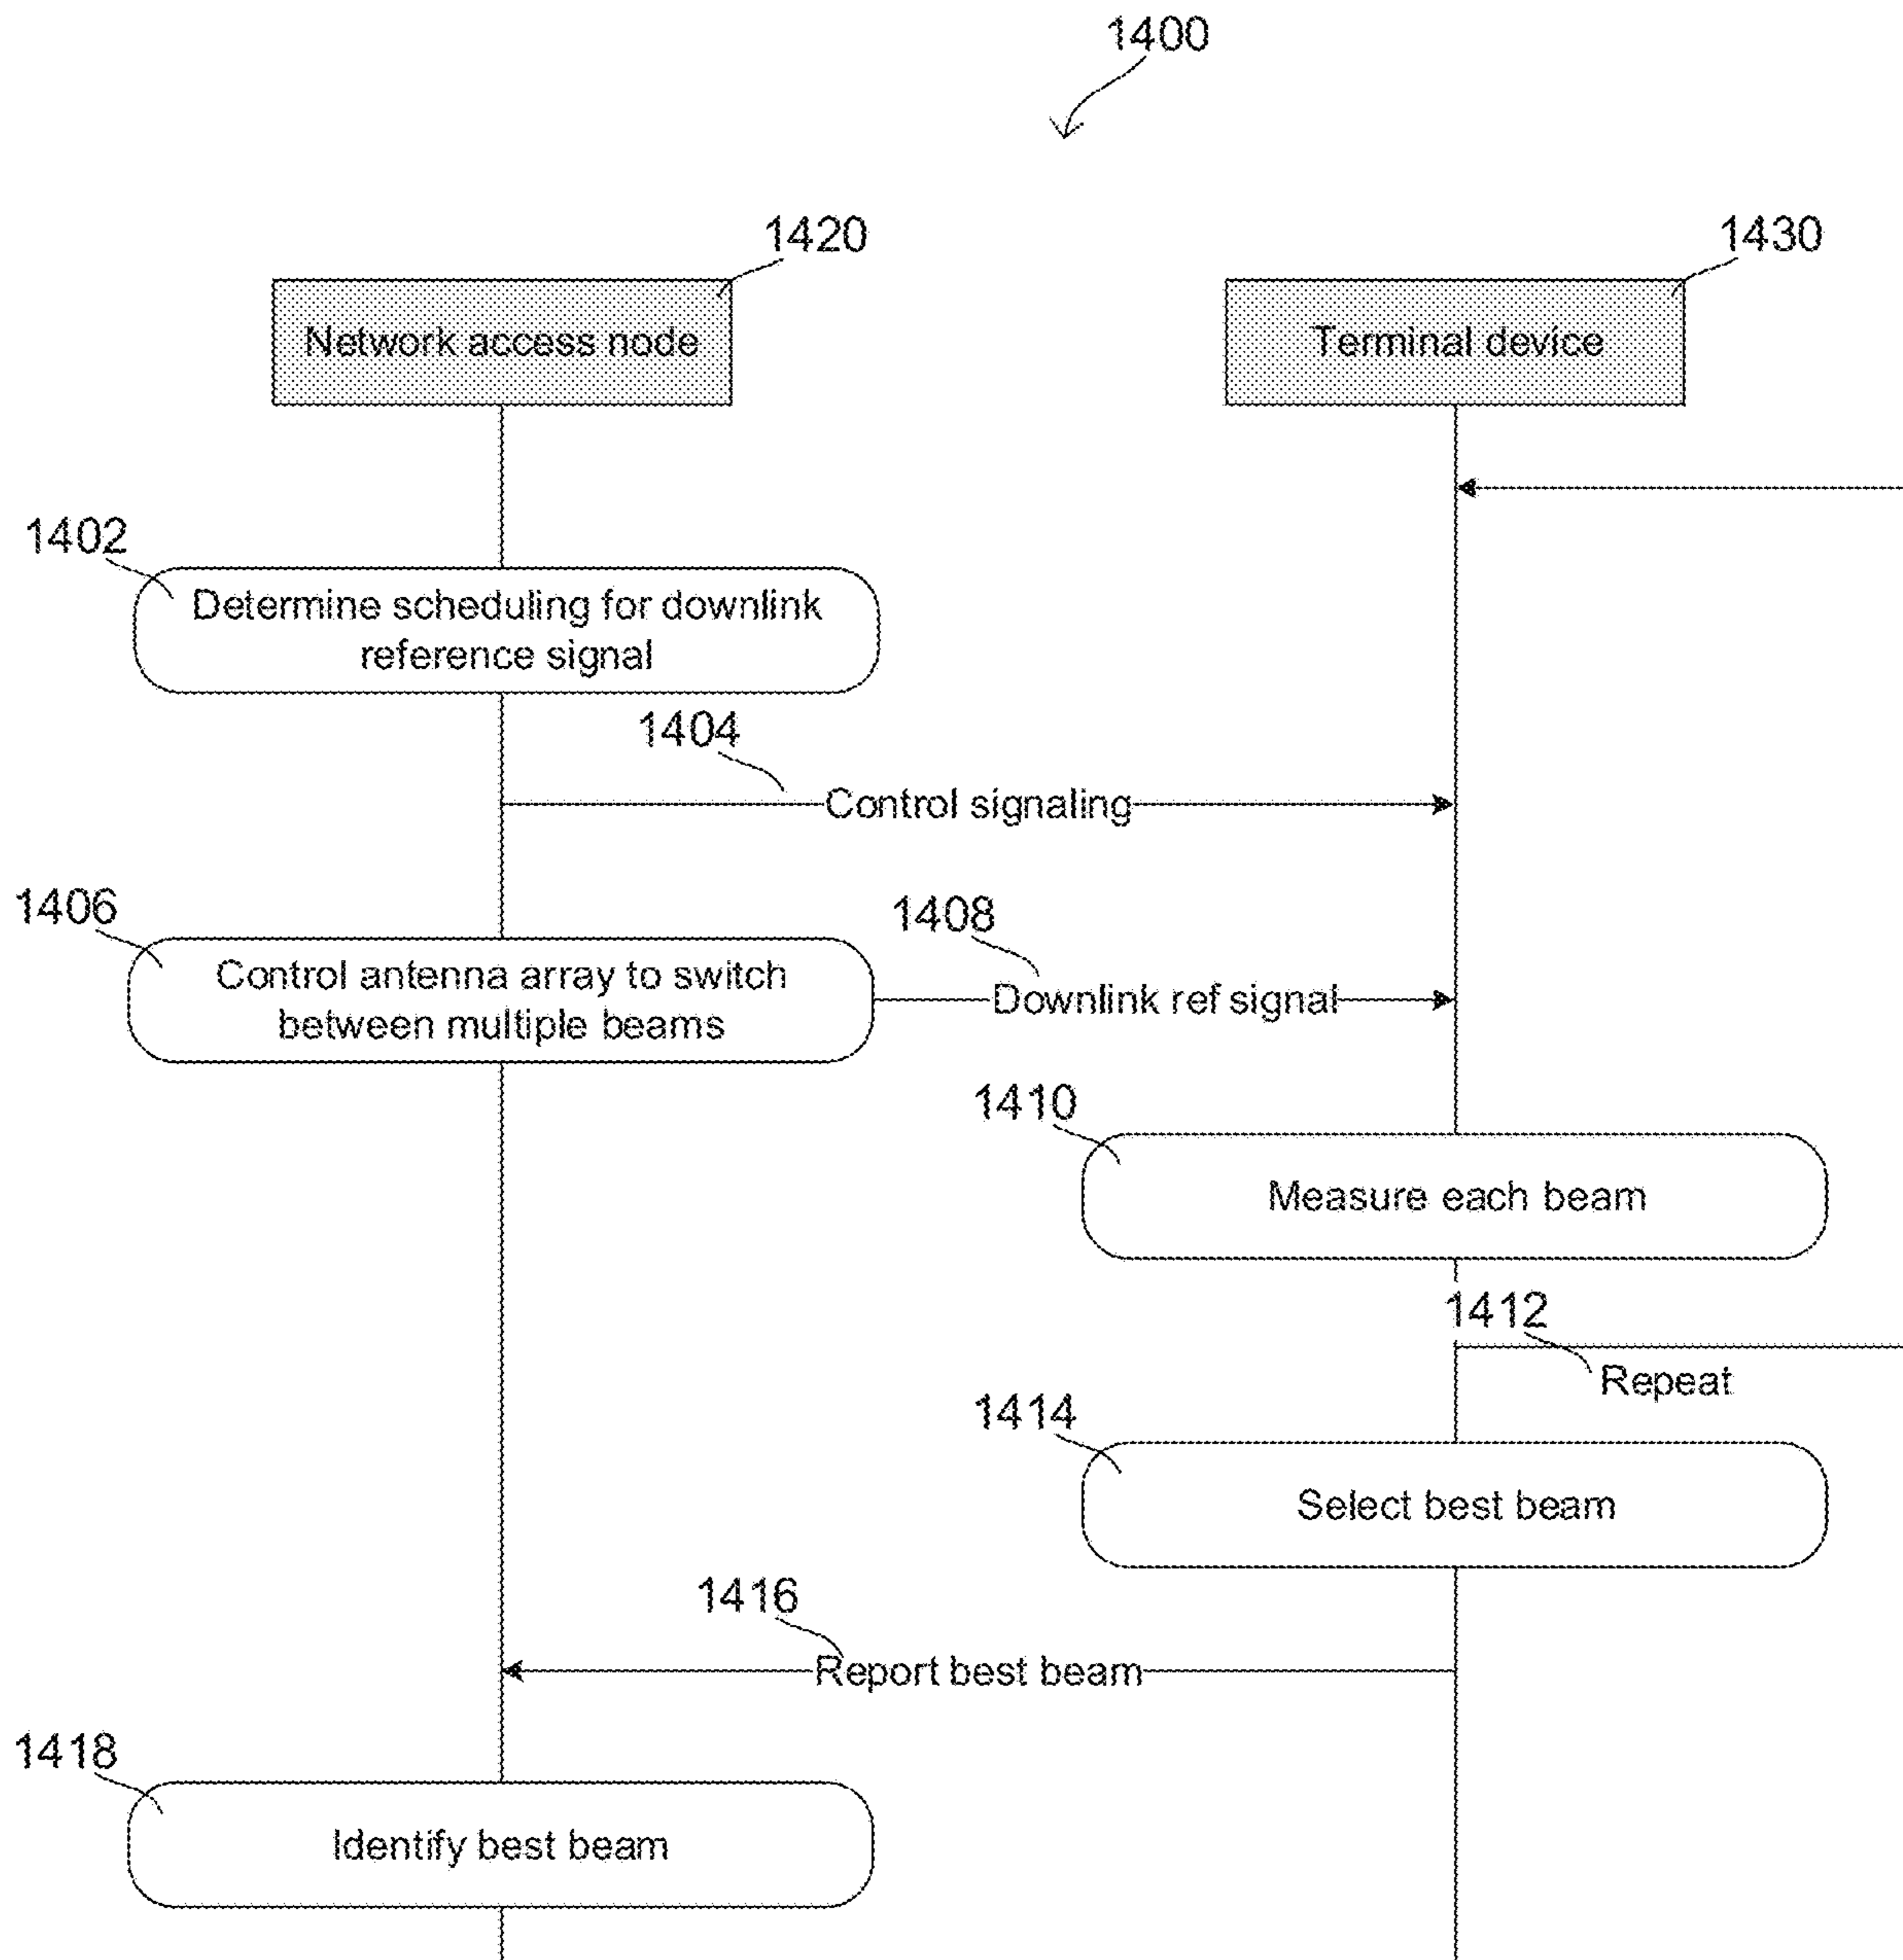 1400
1420
1430
Network access node
Terminal device
1402
Determine scheduling for downlink
reference signal
1404
Control signaling
1406
1408
Control antenna array to switch
between multiple beams
Downlink ref signal
1410
Measure each beam
1412
Repeat
1414
Select best beam
1416
Report best beam
1418
Identify best beam